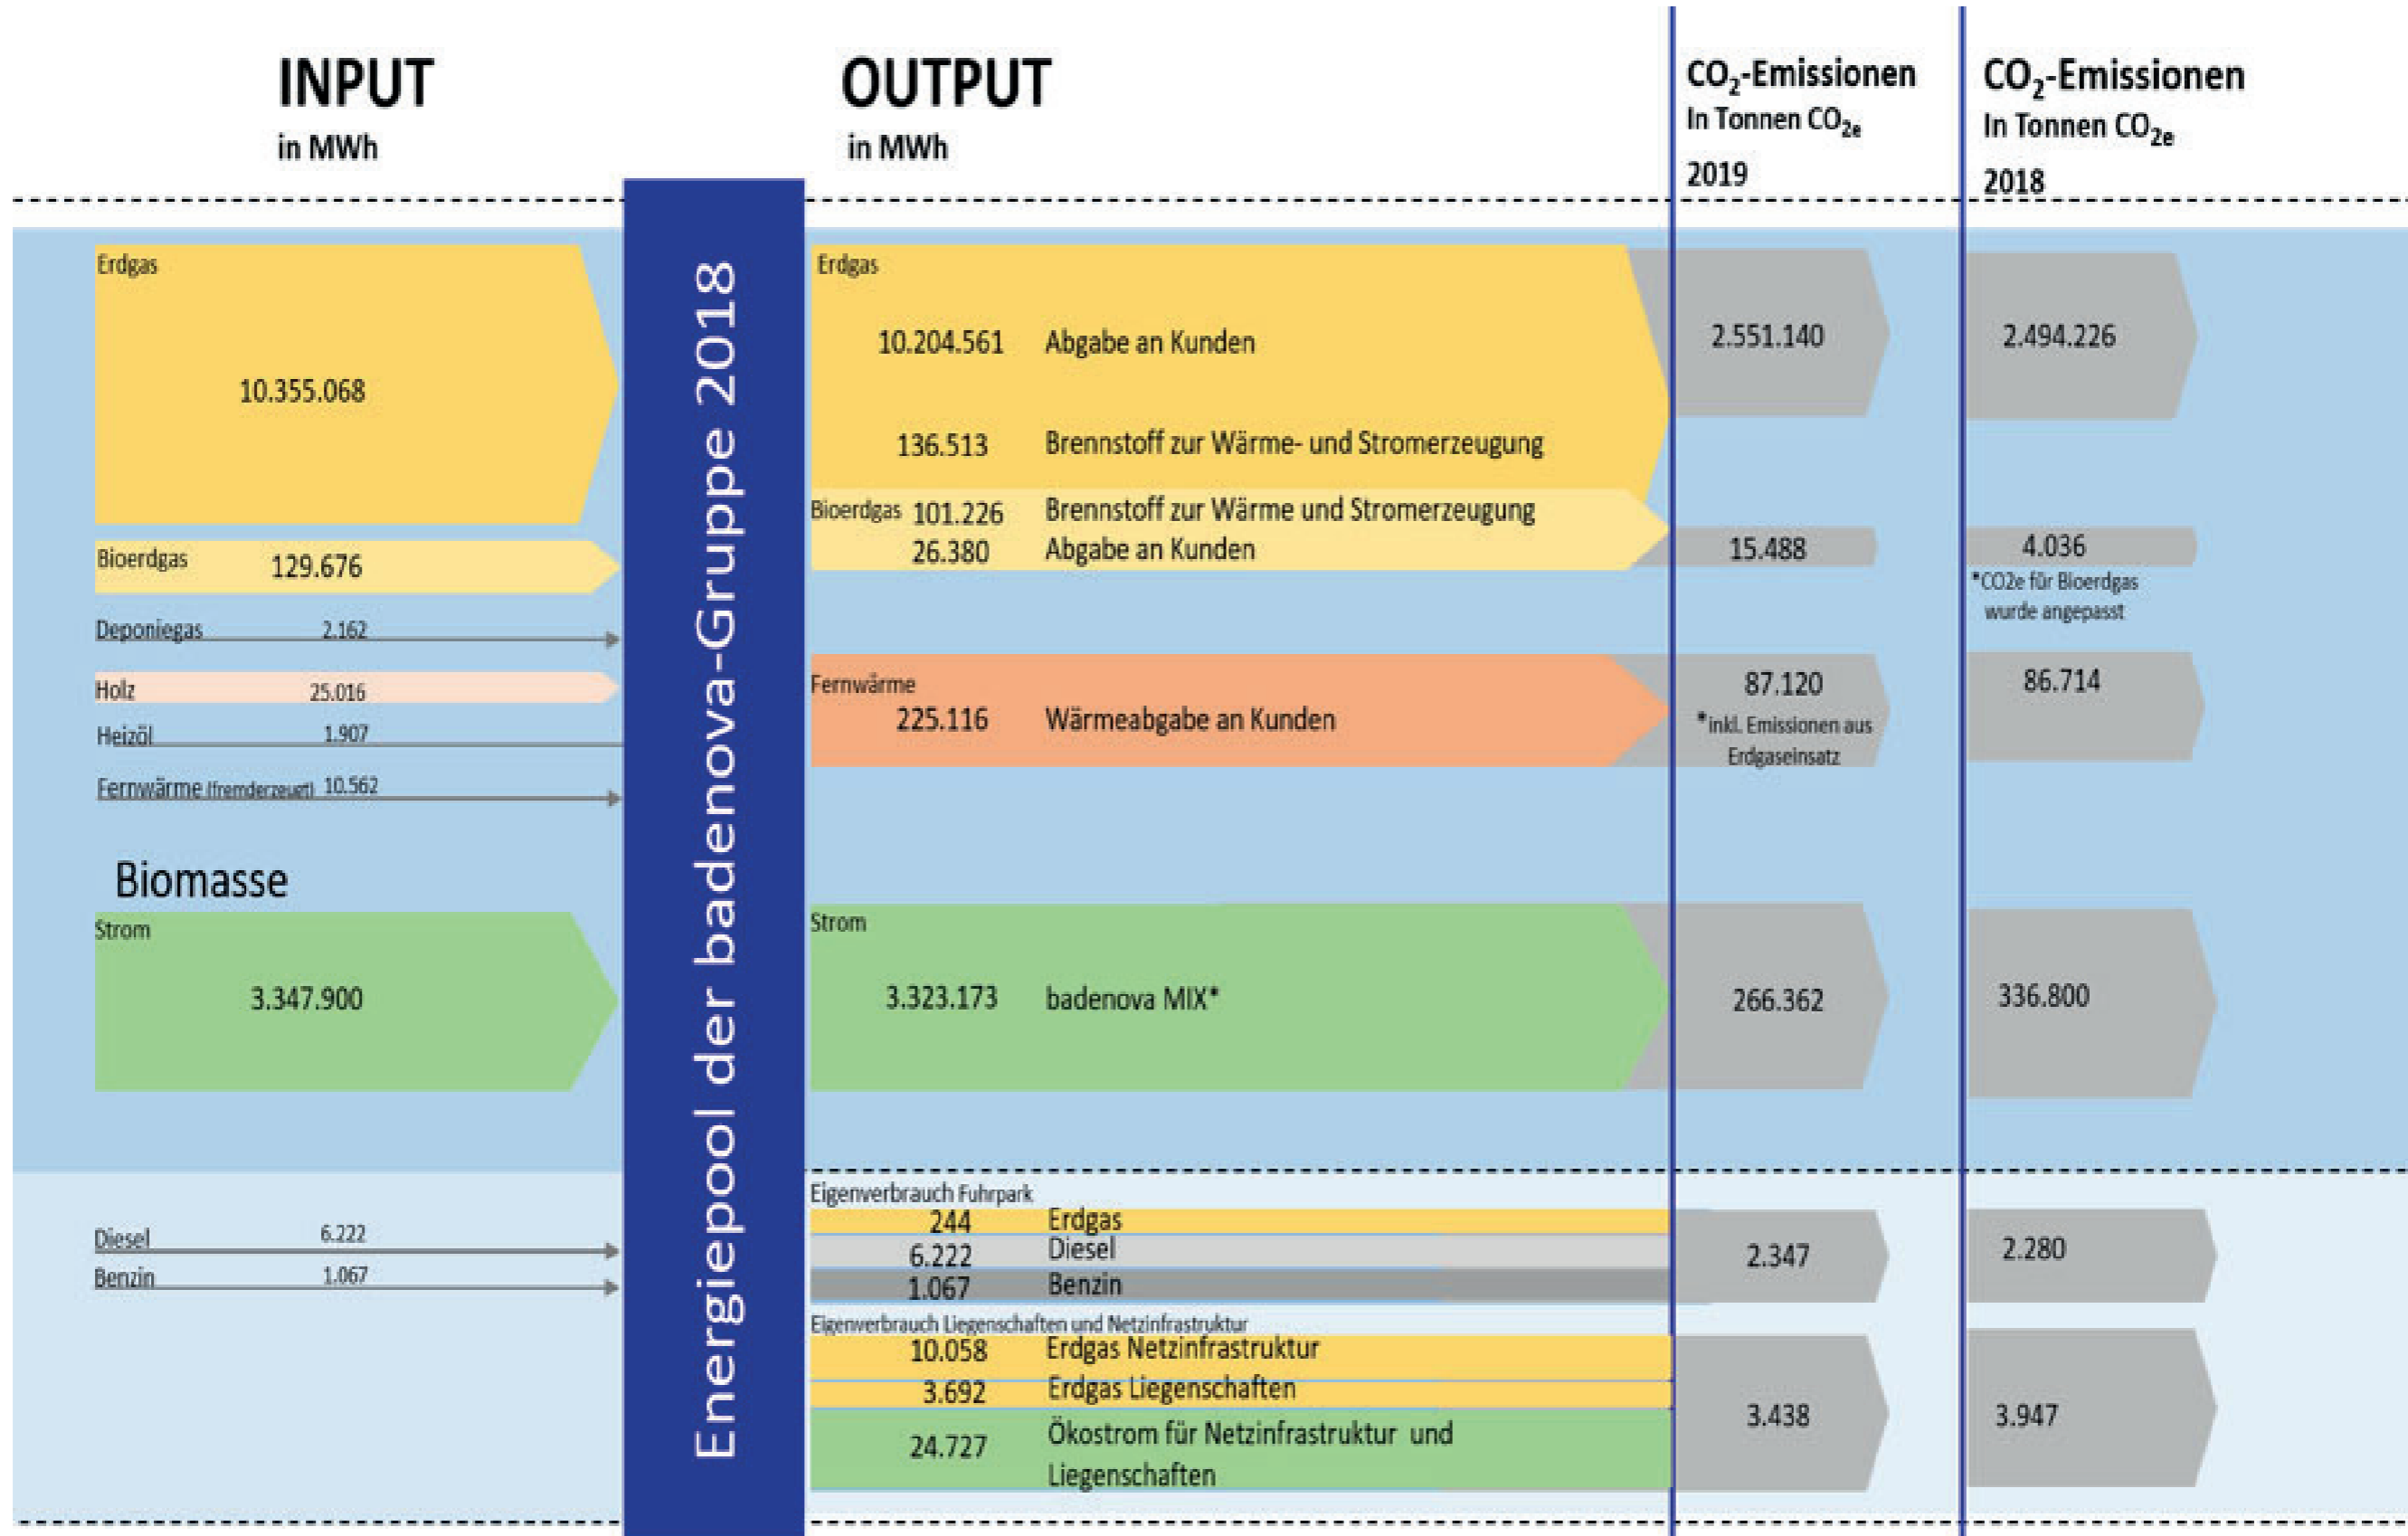 INPUT
in MWh
OUTPUT
in MWh
CO₂-Emissionen
In Tonnen CO₂e
2019
CO₂-Emissionen
In Tonnen CO₂e
2018
Erdgas
10.355.068
Bioerdgas 129.676
Deponiegas 2.162
Holz 25.016
Heizöl 1.907
Fernwärme (fremderzeugt) 10.562
Biomasse
Strom
3.347.900
Diesel 6.222
Benzin 1.067
Energiepool der badenova-Gruppe 2018
Erdgas
10.204.561 Abgabe an Kunden
136.513 Brennstoff zur Wärme- und Stromerzeugung
Bioerdgas 101.226 Brennstoff zur Wärme und Stromerzeugung
26.380 Abgabe an Kunden
Fernwärme
225.116 Wärmeabgabe an Kunden
Strom
3.323.173 badenova MIX*
Eigenverbrauch Fuhrpark
244 Erdgas
6.222 Diesel
1.067 Benzin
Eigenverbrauch Liegenschaften und Netzinfrastruktur
10.058 Erdgas Netzinfrastruktur
3.692 Erdgas Liegenschaften
24.727 Ökostrom für Netzinfrastruktur und
Liegenschaften
2.551.140
15.488
87.120
*inkl. Emissionen aus
Erdgaseinsatz
266.362
2.347
3.438
2.494.226
4.036
*CO2e für Bioerdgas
wurde angepasst
86.714
336.800
2.280
3.947